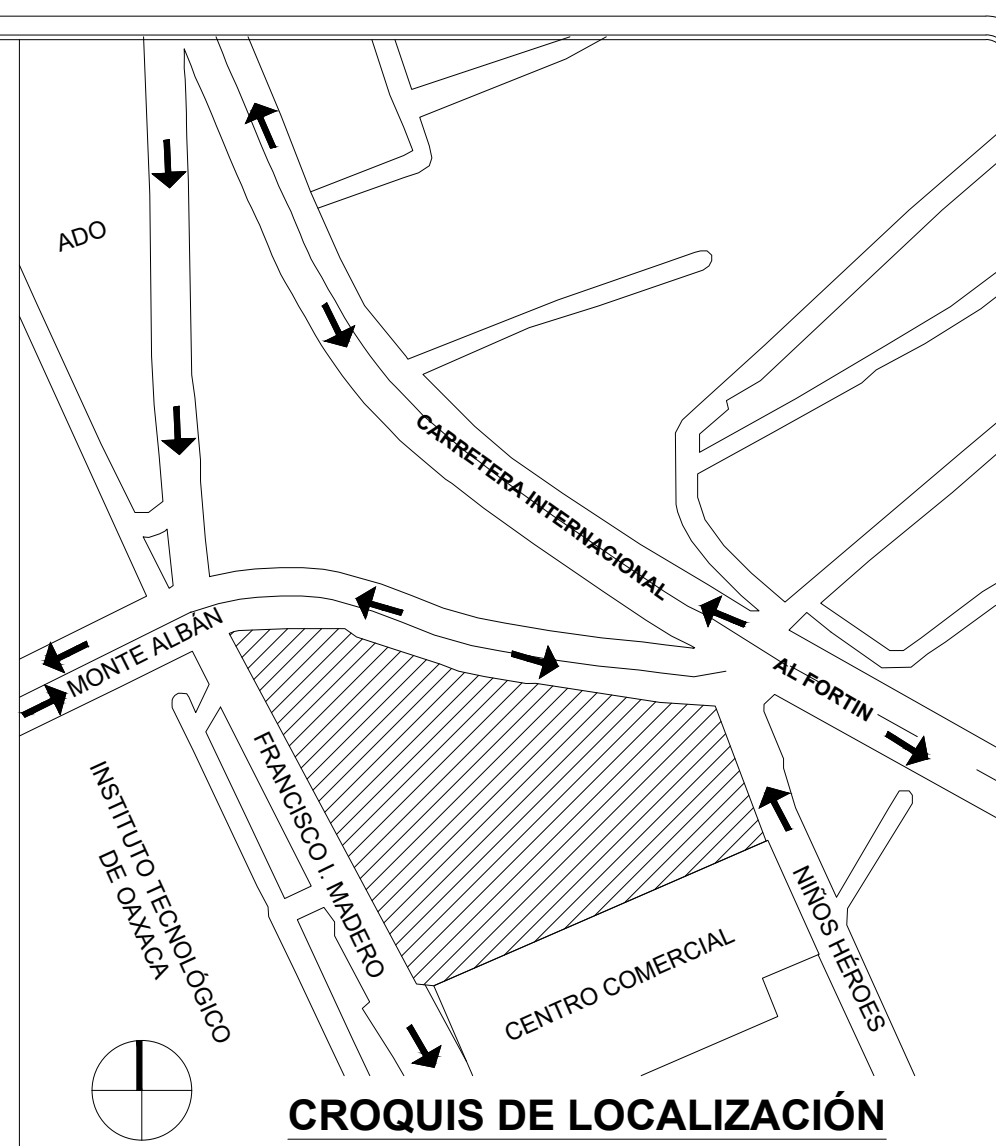 ADO
CARRETERA INTERNACIONAL
MONTE ALBÁN
AL FORTIN
FRANCISCO I. MADERO
INSTITUTO TECNOLÓGICO
DE OAXACA
NIÑOS HÉROES
CENTRO COMERCIAL
CROQUIS DE LOCALIZACIÓN